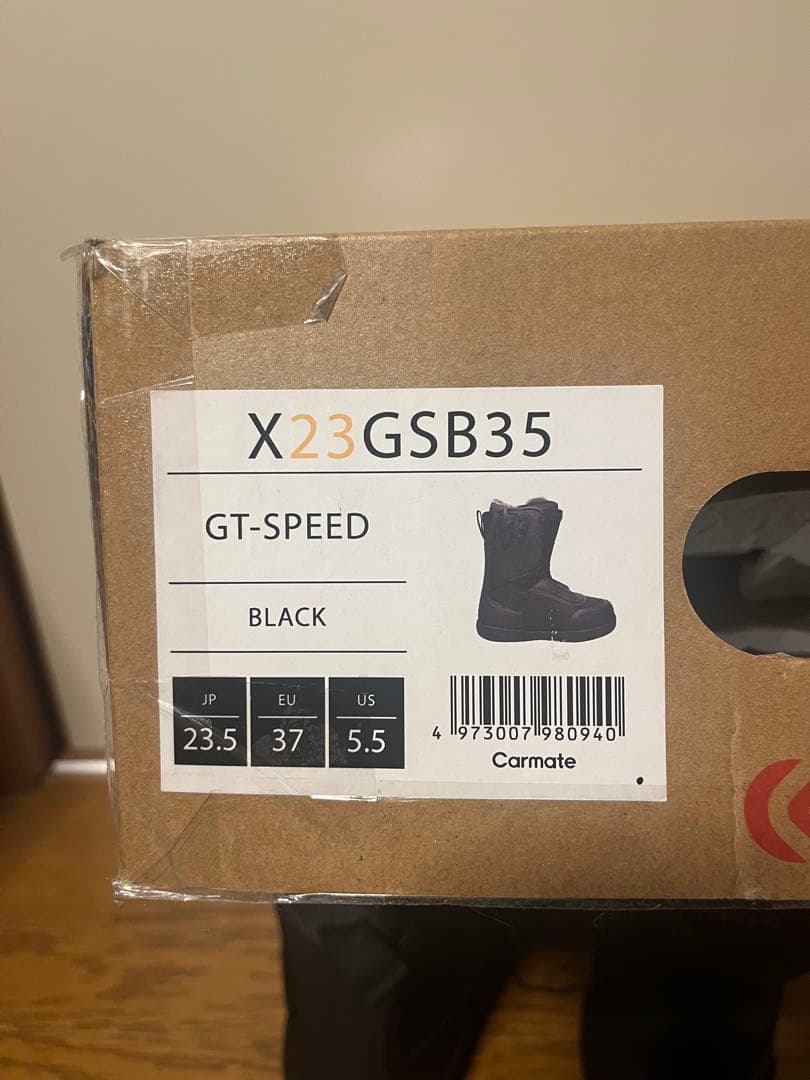 X23GSB35
GT-SPEED
BLACK
JP EU US
23.5 37 5.5
4 973007 980940
Carmate